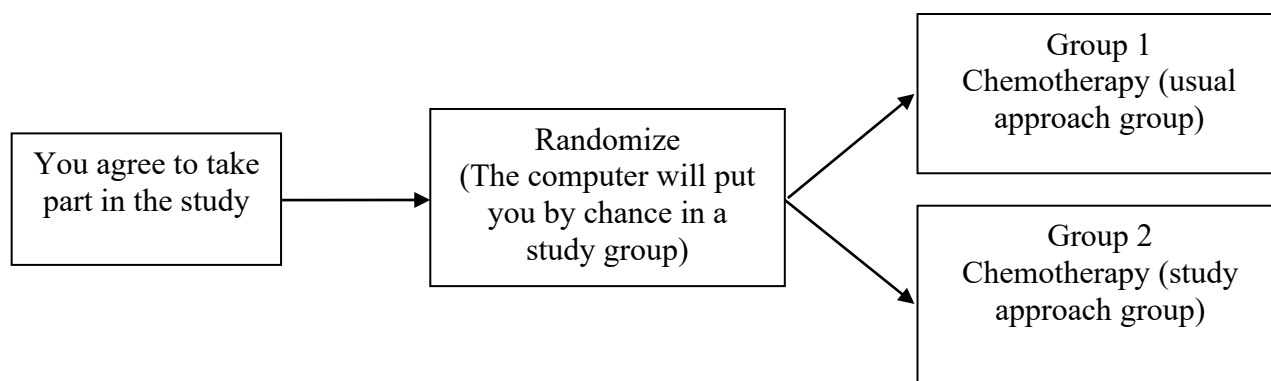 You agree to take
part in the study
Randomize
(The computer will put
you by chance in a
study group)
Group 1
Chemotherapy (usual
approach group)
Group 2
Chemotherapy (study
approach group)